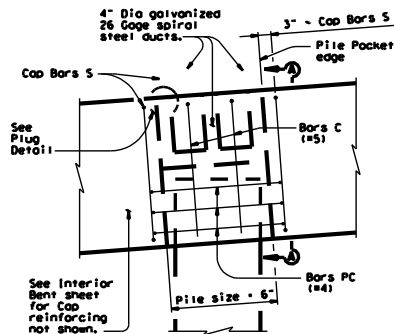 4" Dia galvanized
26 Gage spiral
steel ducts.
3" - Cap Bars S
Pile Pocket
edge
A
Cap Bars S
See
Plug
Detail
Bars C
(#5)
A
Bars PC
(#4)
See Interior
Bent sheet
for Cap
reinforcing
not shown.
Pile size + 6"